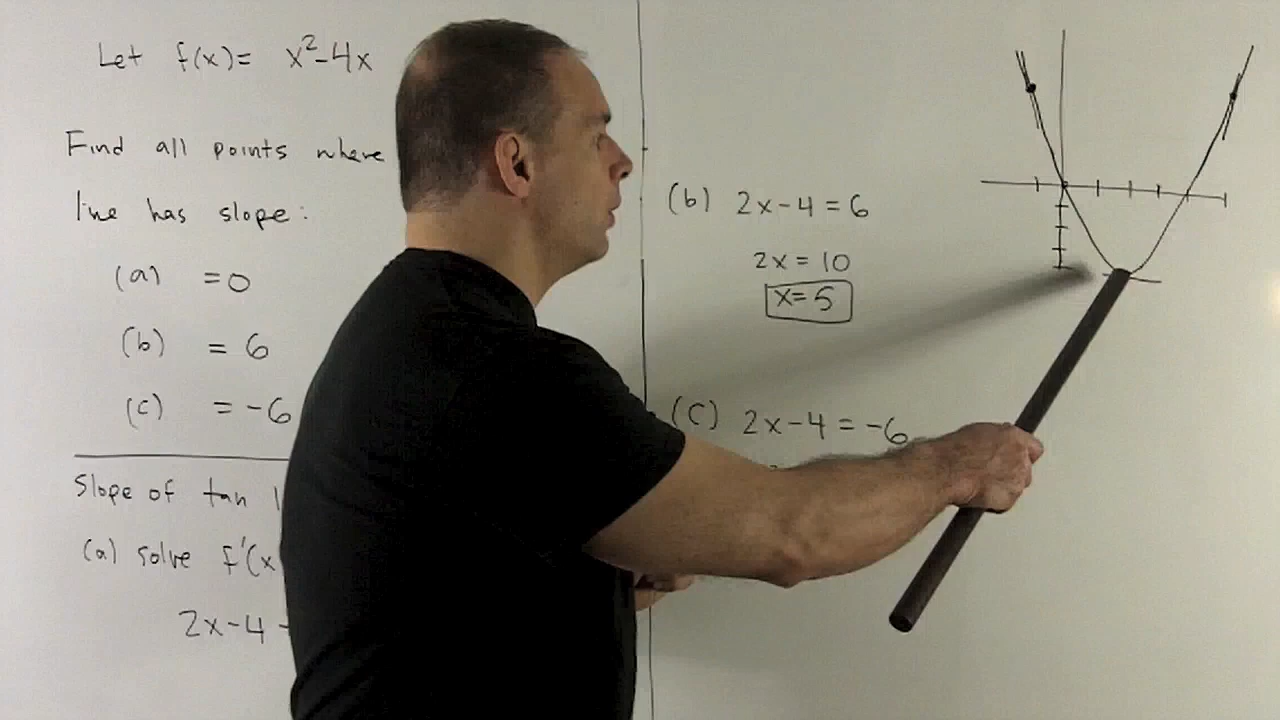 Let f(x)= x²-4x
Find all points where
line has slope:
(a) =0
(b) = 6
(c) = -6
Slope of tan
(a) solve f'(x
2x-4
(b) 2x-4=6
2x=10
x=5
(c) 2x-4=-6